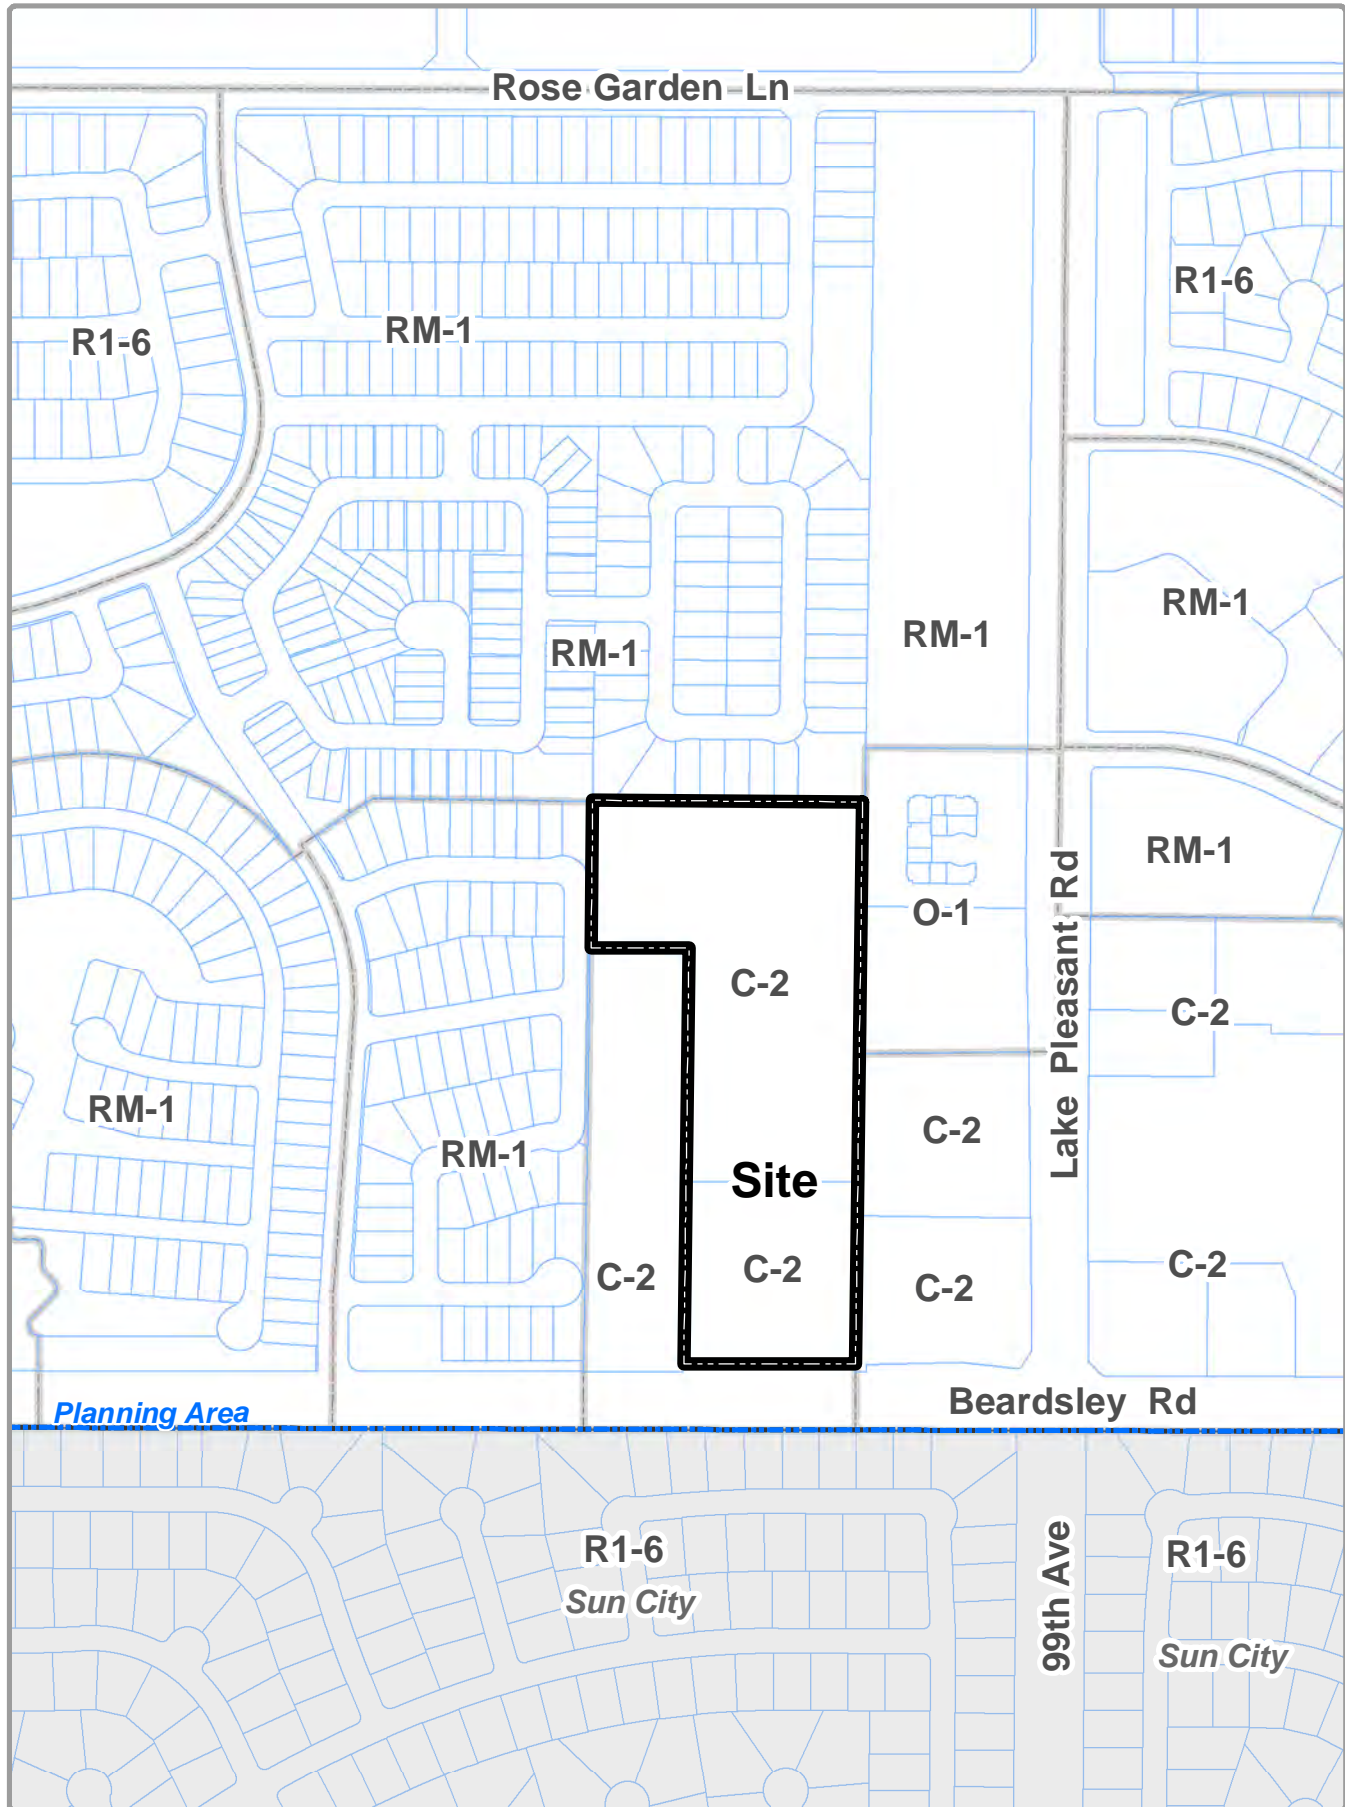 Rose Garden Ln
R1-6
RM-1
R1-6
RM-1
RM-1
RM-1
RM-1
O-1
Lake Pleasant Rd
C-2
C-2
RM-1
C-2
RM-1
Site
C-2
C-2
C-2
C-2
Beardsley Rd
Planning Area
R1-6
Sun City
99th Ave
R1-6
Sun City